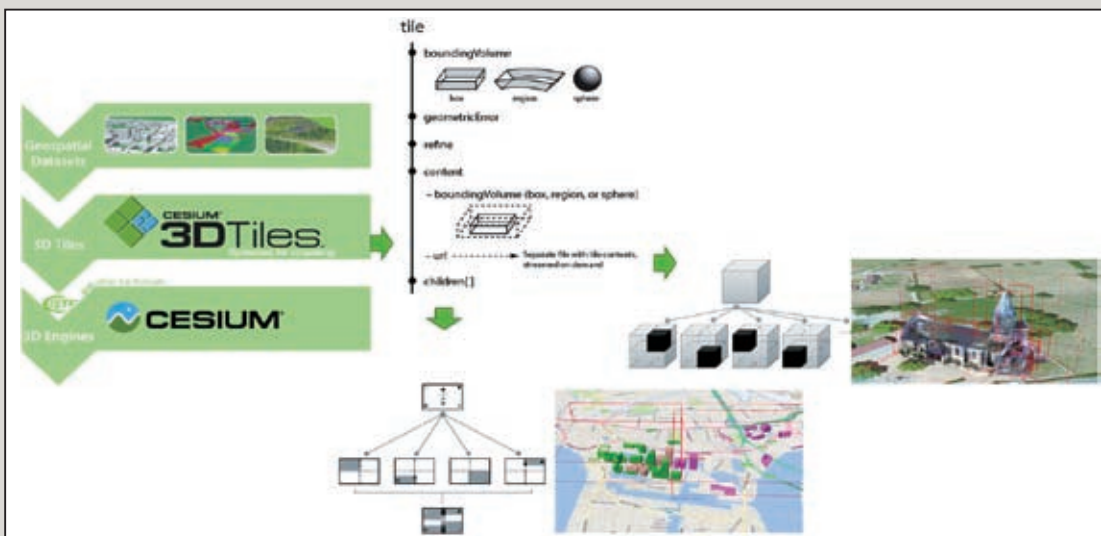 tile
boundingVolume
box region sphere
geometricError
refine
content
- boundingVolume (box, region, or sphere)
- url
Separate file with tile contents,
streamed on demand
children[]
Geospatial
Datasets
3D Tiles
CESIUM®
3DTiles
3D Engines
CESIUM®